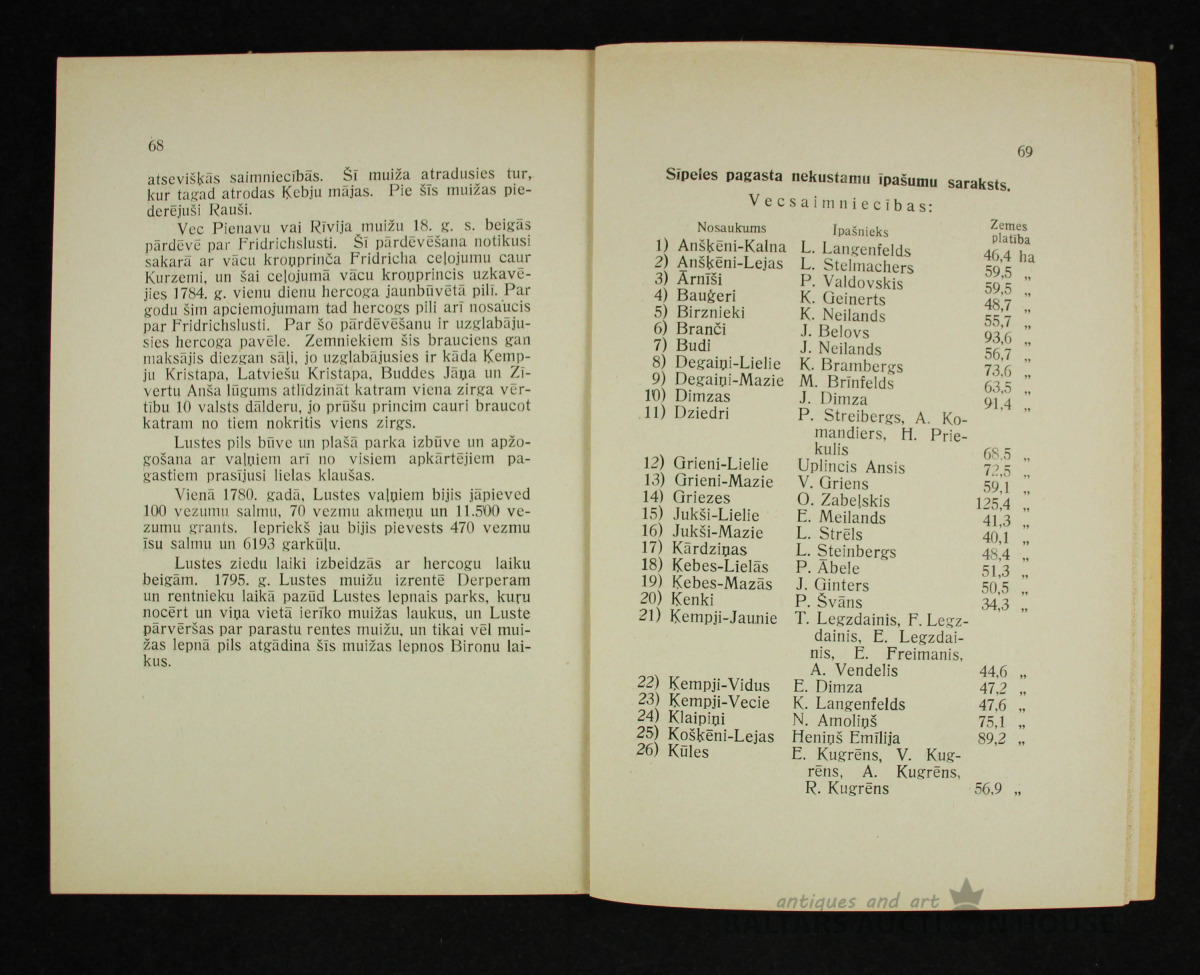 68
atsevišķās saimniecībās. Šī muiža atradusies tur,
kur tagad atrodas Ķebju mājas. Pie šīs muižas pie-
derējuši Rauši.
Vec Pienavu vai Rīvija muižu 18. g. s. beigās
pārdēvē par Fridrichslusti. Šī pārdēvēšana notikusi
sakarā ar vācu kroņprinča Fridricha ceļojumu caur
Kurzemi, un šai ceļojumā vācu kroņprincis uzkavē-
jies 1784. g. vienu dienu hercoga jaunbūvētā pilī. Par
godu šim apciemojumam tad hercogs pili arī nosaucis
par Fridrichslusti. Par šo pārdēvēšanu ir uzglabāju-
sies hercoga pavēle. Zemniekiem šis brauciens gan
maksājis diezgan sāļi, jo uzglabājusies ir kāda Ķemp-
ju Kristapa, Latviešu Kristapa, Buddes Jāņa un Zī-
vertu Anša lūgums atlīdzināt katram viena zirga vēr-
tību 10 valsts dālderu, jo prūšu princim cauri braucot
katram no tiem nokritis viens zirgs.
Lustes pils būve un plašā parka izbūve un apžo-
gošana ar vaļņiem arī no visiem apkārtējiem pa-
gastiem prasījusi lielas klaušas.
Vienā 1780. gadā, Lustes vaļņiem bijis jāpieved
100 vezumu salmu, 70 vezmu akmeņu un 11.500 ve-
zumu grants. Iepriekš jau bijis pievests 470 vezmu
īsu salmu un 6193 garkūļu.
Lustes ziedu laiki izbeidzās ar hercogu laiku
beigām. 1795. g. Lustes muižu izrentē Derperam
un rentnieku laikā pazūd Lustes lepnais parks, kuŗu
nocērt un viņa vietā ierīko muižas laukus, un Luste
pārvēršas par parastu rentes muižu, un tikai vēl mui-
žas lepnā pils atgādina šīs muižas lepnos Bironu lai-
kus.
69
Sīpeles pagasta nekustamu īpašumu saraksts.
Vecsaimniecības:
Nosaukums Īpašnieks Zemes
platība
1) Anšķēni-Kalna L. Langenfelds 46,4 ha
2) Anšķēni-Lejas L. Stelmachers 59,5 „
3) Ārnīši P. Valdovskis 59,5 „
4) Bauģeri K. Geinerts 48,7 „
5) Birznieki K. Neilands 55,7 „
6) Branči J. Belovs 93,6 „
7) Budi J. Neilands 56,7 „
8) Degaiņi-Lielie K. Brambergs 73,6 „
9) Degaiņi-Mazie M. Brīnfelds 63,5 „
10) Dimzas J. Dimza 91,4 „
11) Dziedri P. Streibergs, A. Ko-
mandiers, H. Prie-
kulis 68,5 „
12) Grieni-Lielie Uplincis Ansis 72,5 „
13) Grieni-Mazie V. Griens 59,1 „
14) Griezes O. Zabeļskis 125,4 „
15) Jukši-Lielie E. Meilands 41,3 „
16) Jukši-Mazie L. Strēls 40,1 „
17) Kārdziņas L. Steinbergs 48,4 „
18) Ķebes-Lielās P. Ābele 51,3 „
19) Ķebes-Mazās J. Ginters 50,5 „
20) Ķenki P. Švāns 34,3 „
21) Ķempji-Jaunie T. Legzdainis, F. Legz-
dainis, E. Legzdai-
nis, E. Freimanis,
A. Vendelis 44,6 „
22) Ķempji-Vidus E. Dimza 47,2 „
23) Ķempji-Vecie K. Langenfelds 47,6 „
24) Klaipiņi N. Amoliņš 75,1 „
25) Košķēni-Lejas Heniņš Emīlija 89,2 „
26) Kūles E. Kugrēns, V. Kug-
rēns, A. Kugrēns,
R. Kugrēns 56,9 „
antiques and art
BALTARS AUCTION HOUSE